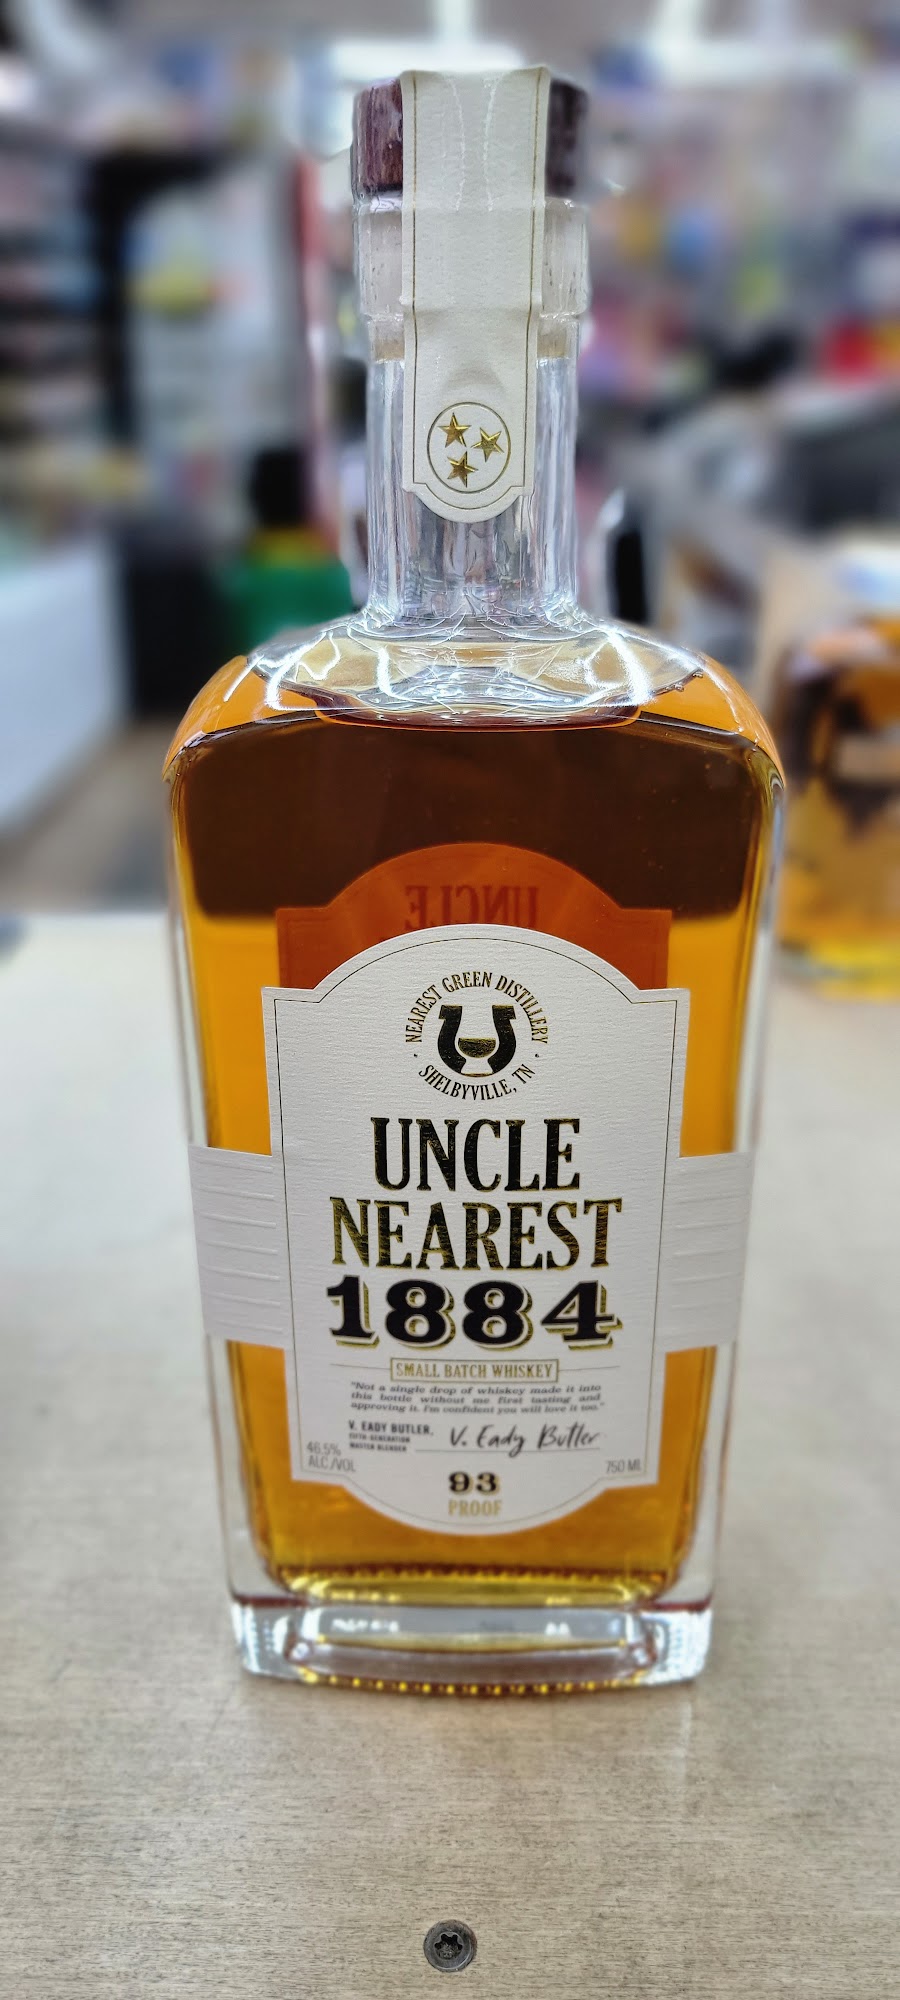 UNCLE
NEAREST GREEN DISTILLERY
SHELBYVILLE, TN
UNCLE
NEAREST
1884
SMALL BATCH WHISKEY
"Not a single drop of whiskey made it into
this bottle without me first tasting and
approving it. I'm confident you will love it too."
V. EADY BUTLER,
FIFTH GENERATION
MASTER BLENDER
V. Eady Butler
46.5%
ALC./VOL
750 ML
93
PROOF